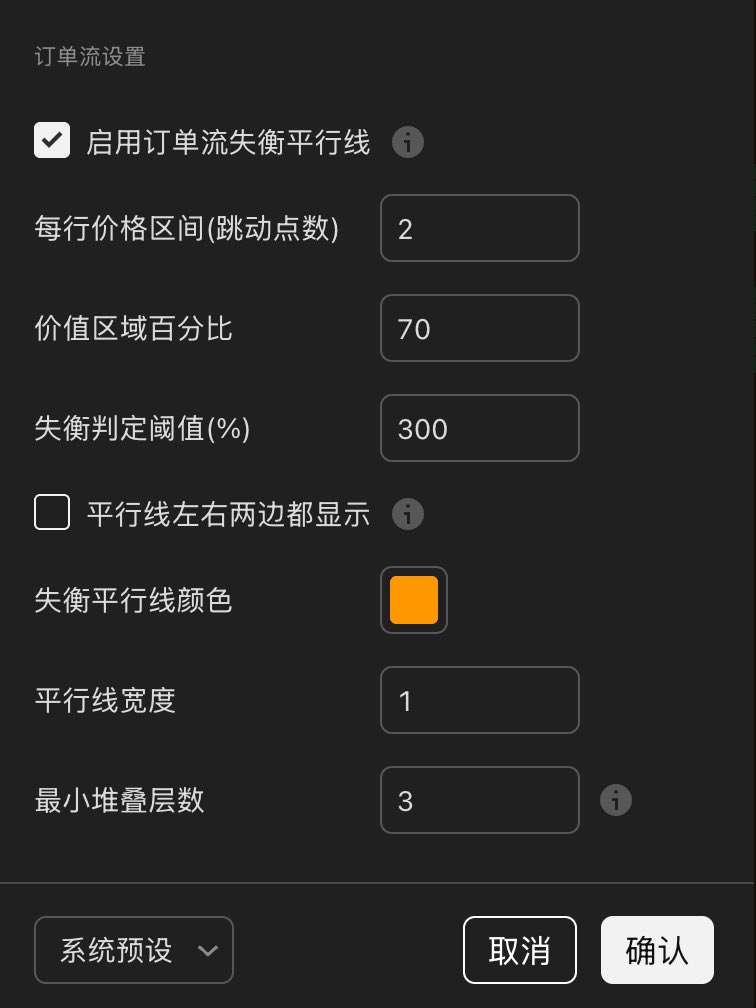 订单流设置
启用订单流失衡平行线
每行价格区间(跳动点数) 2
价值区域百分比 70
失衡判定阈值(%) 300
平行线左右两边都显示
失衡平行线颜色
平行线宽度 1
最小堆叠层数 3
系统预设 取消 确认